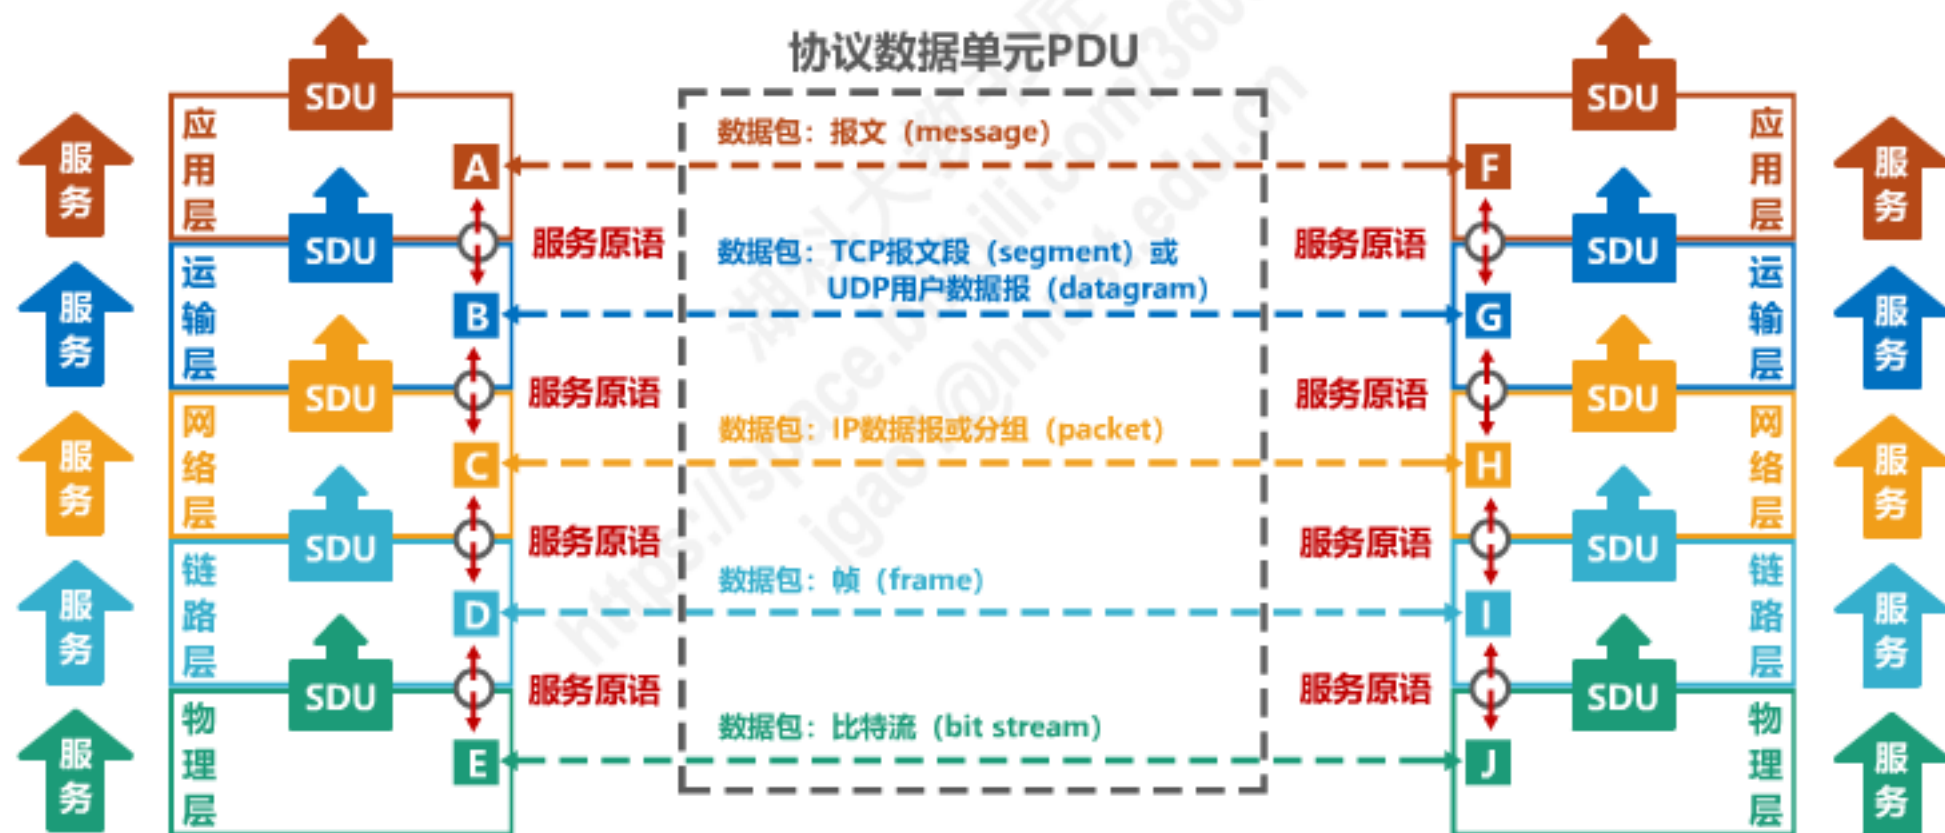 协议数据单元PDU
SDU
SDU
应用层
服务
A
数据包：报文（message）
F
应用层
服务
SDU
服务原语
数据包：TCP报文段（segment）或
UDP用户数据报（datagram）
服务原语
SDU
运输层
服务
B
G
运输层
服务
SDU
服务原语
服务原语
SDU
网络层
服务
C
数据包：IP数据报或分组（packet）
H
网络层
服务
SDU
服务原语
服务原语
SDU
链路层
服务
D
数据包：帧（frame）
I
链路层
服务
SDU
服务原语
服务原语
SDU
物理层
服务
E
数据包：比特流（bit stream）
J
物理层
服务